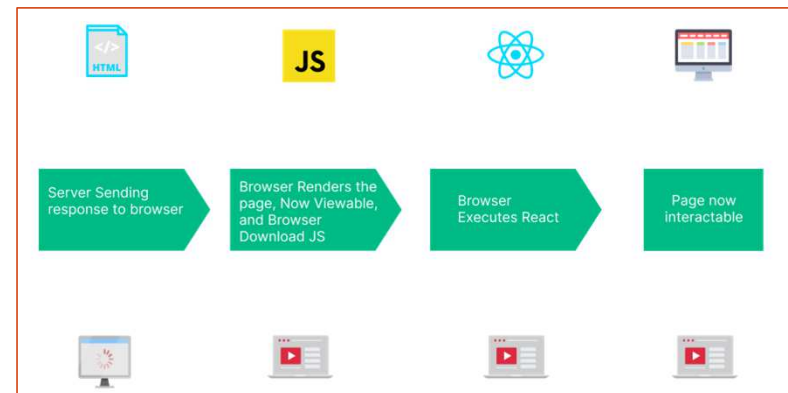 </>
HTML
JS
Server Sending
response to browser
Browser Renders the
page, Now Viewable,
and Browser
Download JS
Browser
Executes React
Page now
interactable